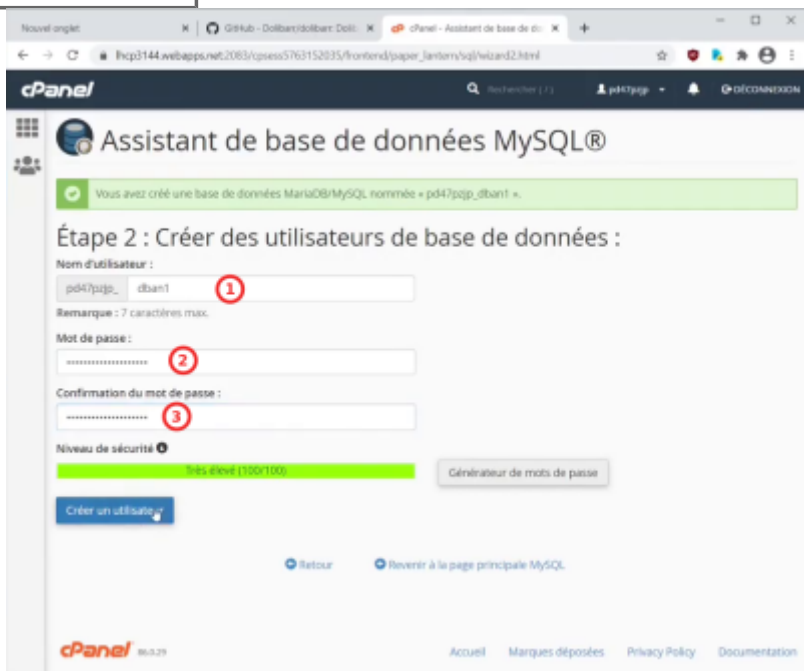 Nouvel onglet
GitHub - Dolibarr/dolibarr: Doli
cPanel - Assistant de base de do
lhcp3144.webapps.net:2083/cpsess5763152035/frontend/paper_lantern/sql/wizard2.html
cPanel
Rechercher ( / )
DÉCONNEXION
Assistant de base de données MySQL®
Vous avez créé une base de données MariaDB/MySQL nommée « pd47pzjp_dban1 ».
Étape 2 : Créer des utilisateurs de base de données :
Nom d'utilisateur :
pd47pzjp_ dban1 1
Remarque : 7 caractères max.
Mot de passe :
2
Confirmation du mot de passe :
3
Niveau de sécurité
Très élevé (100/100)
Générateur de mots de passe
Créer un utilisateur
Retour
Revenir à la page principale MySQL
cPanel 86.0.29
Accueil
Marques déposées
Privacy Policy
Documentation